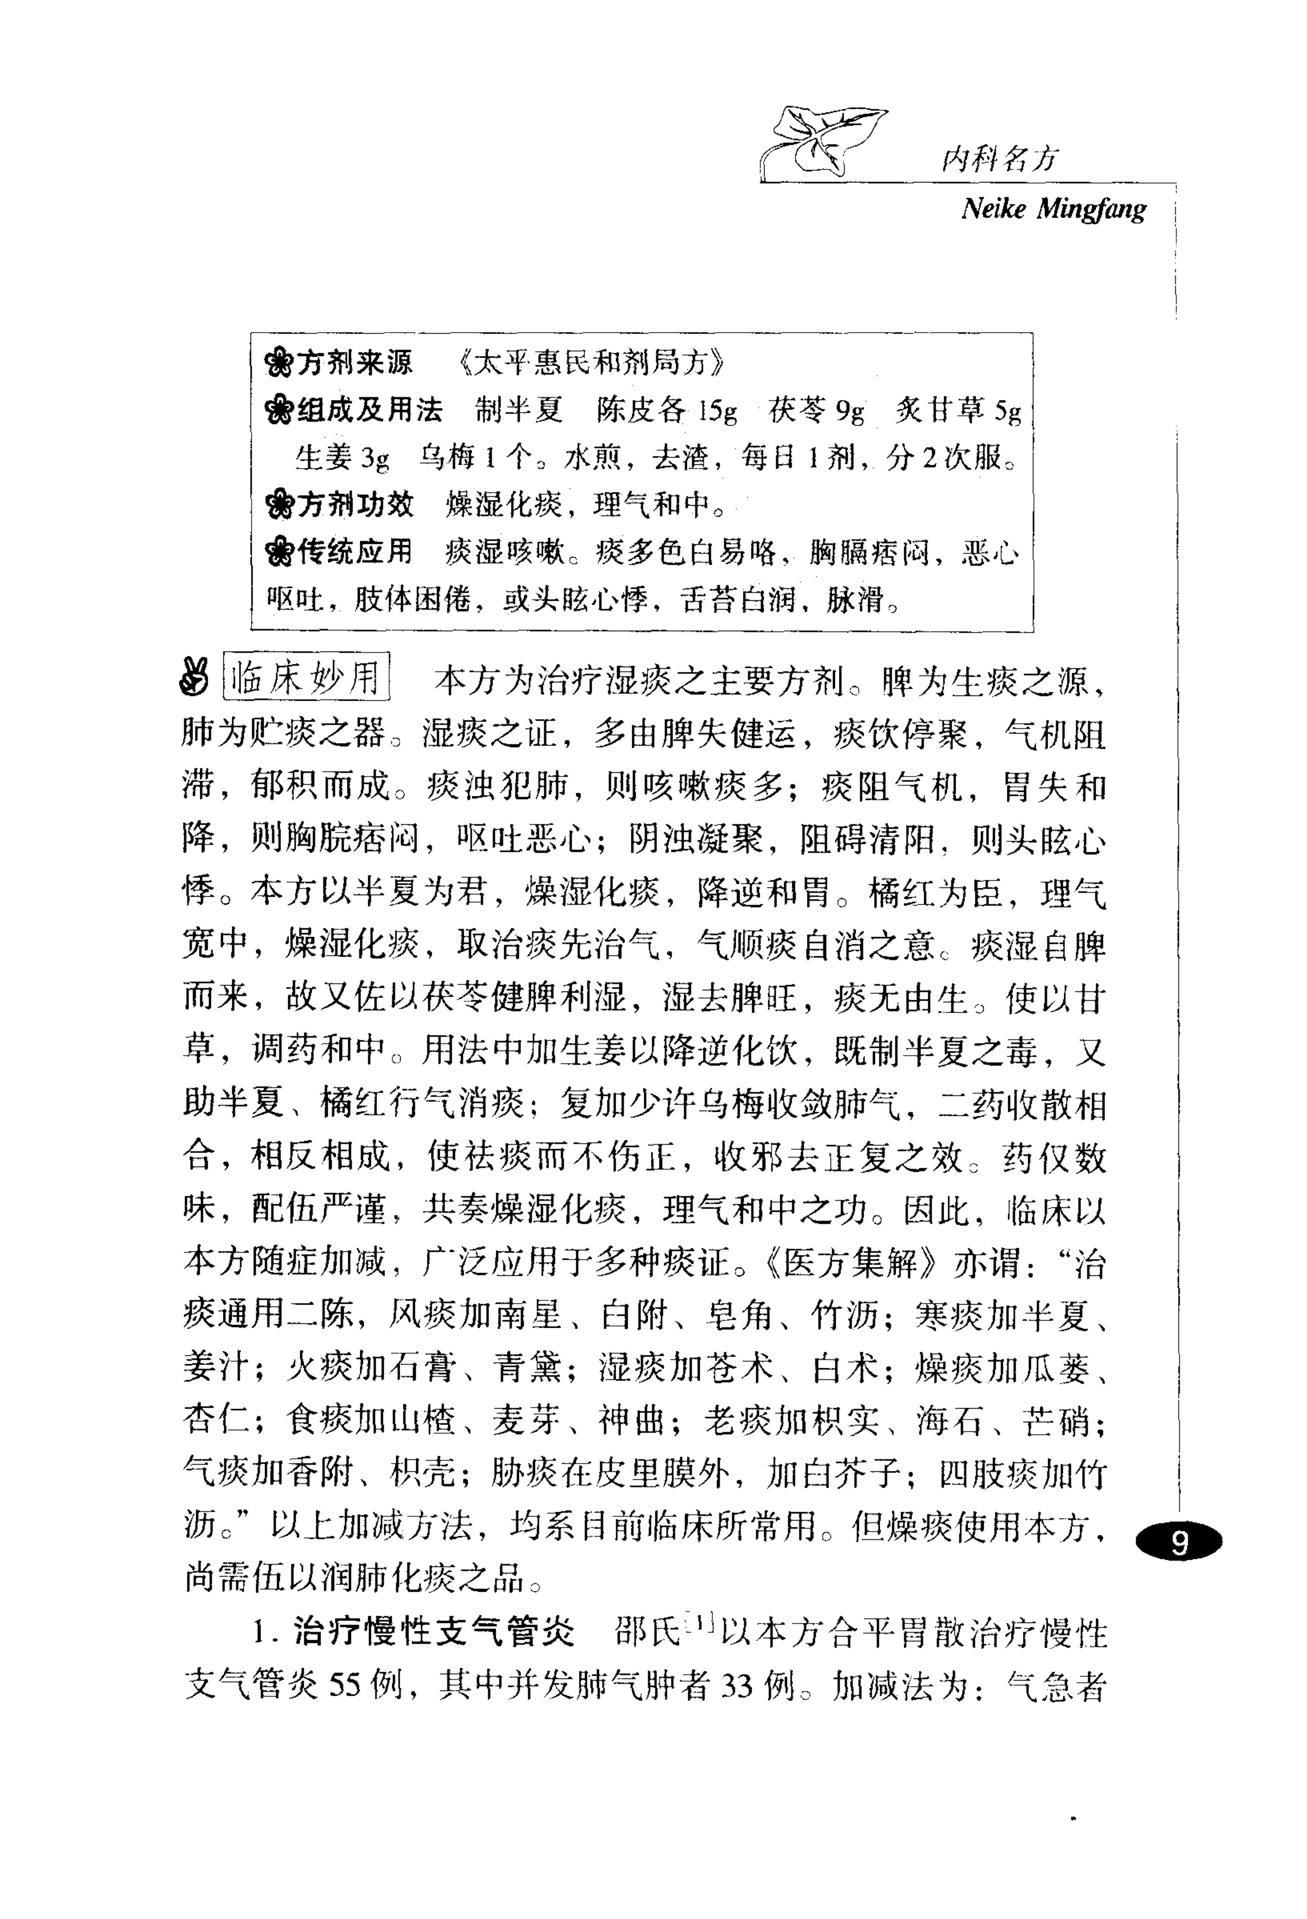 内科名方
Neike Mingfang
方剂来源 《太平惠民和剂局方》
组成及用法 制半夏 陈皮各 15g 茯苓 9g 炙甘草 5g
生姜 3g 乌梅 1 个。水煎，去渣，每日 1 剂，分 2 次服。
方剂功效 燥湿化痰，理气和中。
传统应用 痰湿咳嗽。痰多色白易咯，胸膈痞闷，恶心
呕吐，肢体困倦，或头眩心悸，舌苔白润，脉滑。
临床妙用 本方为治疗湿痰之主要方剂。脾为生痰之源，
肺为贮痰之器。湿痰之证，多由脾失健运，痰饮停聚，气机阻
滞，郁积而成。痰浊犯肺，则咳嗽痰多；痰阻气机，胃失和
降，则胸脘痞闷，呕吐恶心；阴浊凝聚，阻碍清阳，则头眩心
悸。本方以半夏为君，燥湿化痰，降逆和胃。橘红为臣，理气
宽中，燥湿化痰，取治痰先治气，气顺痰自消之意。痰湿自脾
而来，故又佐以茯苓健脾利湿，湿去脾旺，痰无由生。使以甘
草，调药和中。用法中加生姜以降逆化饮，既制半夏之毒，又
助半夏、橘红行气消痰；复加少许乌梅收敛肺气，二药收散相
合，相反相成，使祛痰而不伤正，收邪去正复之效。药仅数
味，配伍严谨，共奏燥湿化痰，理气和中之功。因此，临床以
本方随症加减，广泛应用于多种痰证。《医方集解》亦谓：“治
痰通用二陈，风痰加南星、白附、皂角、竹沥；寒痰加半夏、
姜汁；火痰加石膏、青黛；湿痰加苍术、白术；燥痰加瓜蒌、
杏仁；食痰加山楂、麦芽、神曲；老痰加枳实、海石、芒硝；
气痰加香附、枳壳；胁痰在皮里膜外，加白芥子；四肢痰加竹
沥。”以上加减方法，均系目前临床所常用。但燥痰使用本方，
尚需伍以润肺化痰之品。
1. 治疗慢性支气管炎 邵氏[1]以本方合平胃散治疗慢性
支气管炎 55 例，其中并发肺气肿者 33 例。加减法为：气急者
9